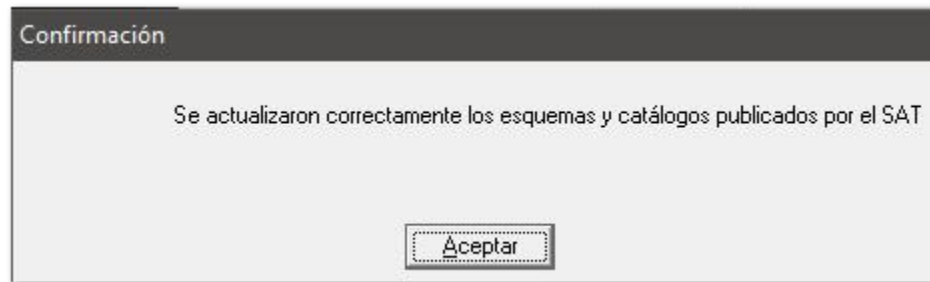 Confirmación
Se actualizaron correctamente los esquemas y catálogos publicados por el SAT
Aceptar